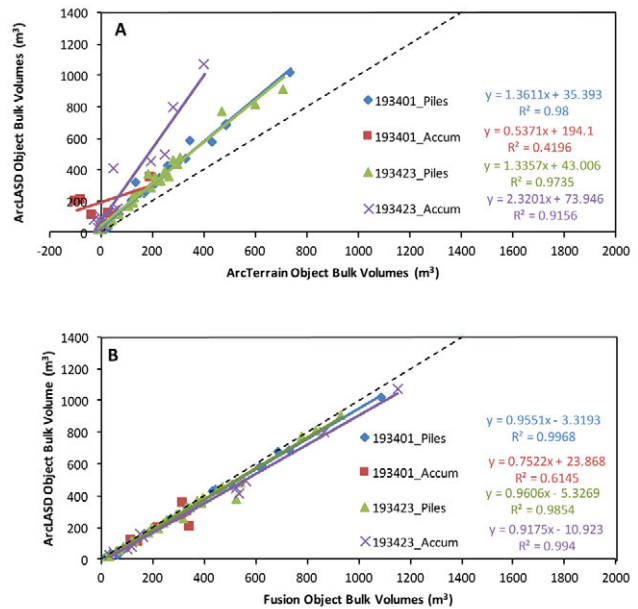 A
ArcLASD Object Bulk Volumes (m³)
1400
1200
1000
800
600
400
200
0
-200 0 200 400 600 800 1000 1200 1400 1600 1800 2000
ArcTerrain Object Bulk Volumes (m³)
193401_Piles
y = 1.3611x + 35.393
R² = 0.98
193401_Accum
y = 0.5371x + 194.1
R² = 0.4196
193423_Piles
y = 1.3357x + 43.006
R² = 0.9735
193423_Accum
y = 2.3201x + 73.946
R² = 0.9156
B
ArcLASD Object Bulk Volume (m³)
1400
1200
1000
800
600
400
200
0
0 200 400 600 800 1000 1200 1400 1600 1800 2000
Fusion Object Bulk Volumes (m³)
193401_Piles
y = 0.9551x - 3.3193
R² = 0.9968
193401_Accum
y = 0.7522x + 23.868
R² = 0.6145
193423_Piles
y = 0.9606x - 5.3269
R² = 0.9854
193423_Accum
y = 0.9175x - 10.923
R² = 0.994